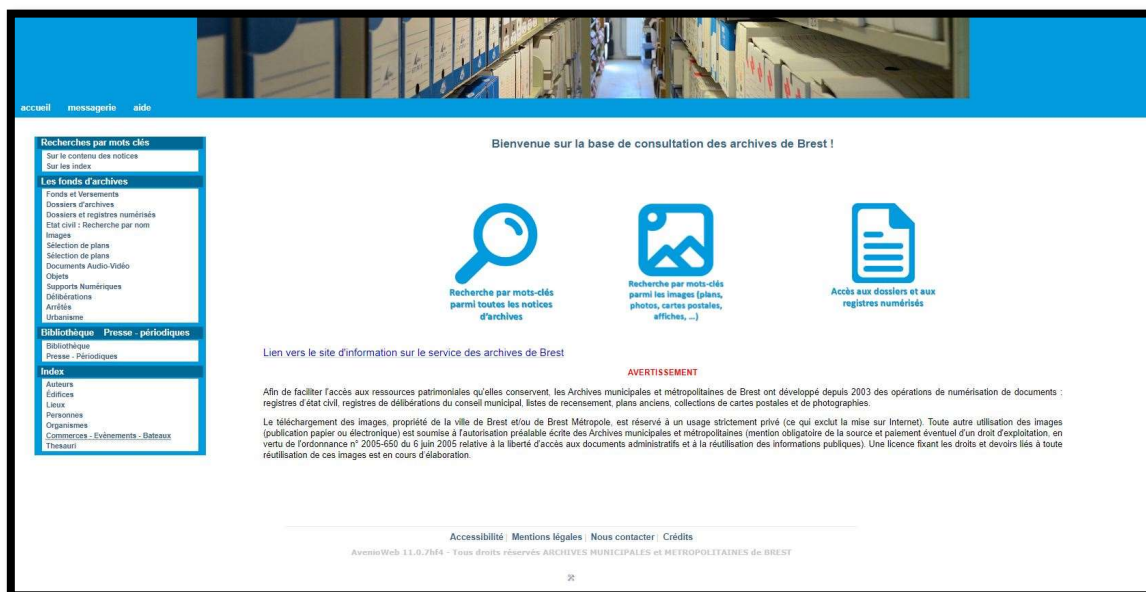 accueil messagerie aide
Recherches par mots clés
Sur le contenu des notices
Sur les index
Les fonds d'archives
Fonds et Versements
Dossiers d'archives
Dossiers et registres numérisés
Etat civil : Recherche par nom
Images
Sélection de plans
Sélection de plans
Documents Audio-Vidéo
Objets
Supports Numériques
Délibérations
Arrêtés
Urbanisme
Bibliothèque Presse - périodiques
Bibliothèque
Presse - Périodiques
Index
Auteurs
Édifices
Lieux
Personnes
Organismes
Commerces - Evènements - Bateaux
Thesauri
Bienvenue sur la base de consultation des archives de Brest !
Recherche par mots-clés
parmi toutes les notices
d'archives
Recherche par mots-clés
parmi les images (plans,
photos, cartes postales,
affiches, ...)
Accès aux dossiers et aux
registres numérisés
Lien vers le site d'information sur le service des archives de Brest
AVERTISSEMENT
Afin de faciliter l'accès aux ressources patrimoniales qu'elles conservent, les Archives municipales et métropolitaines de Brest ont développé depuis 2003 des opérations de numérisation de documents :
registres d'état civil, registres de délibérations du conseil municipal, listes de recensement, plans anciens, collections de cartes postales et de photographies.
Le téléchargement des images, propriété de la ville de Brest et/ou de Brest Métropole, est réservé à un usage strictement privé (ce qui exclut la mise sur Internet). Toute autre utilisation des images
(publication papier ou électronique) est soumise à l'autorisation préalable écrite des Archives municipales et métropolitaines (mention obligatoire de la source et paiement éventuel d'un droit d'exploitation, en
vertu de l'ordonnance n° 2005-650 du 6 juin 2005 relative à la liberté d'accès aux documents administratifs et à la réutilisation des informations publiques). Une licence fixant les droits et devoirs liés à toute
réutilisation de ces images est en cours d'élaboration.
Accessibilité | Mentions légales | Nous contacter | Crédits
AvenioWeb 11.0.7bf4 - Tous droits réservés ARCHIVES MUNICIPALES et METROPOLITAINES de BREST